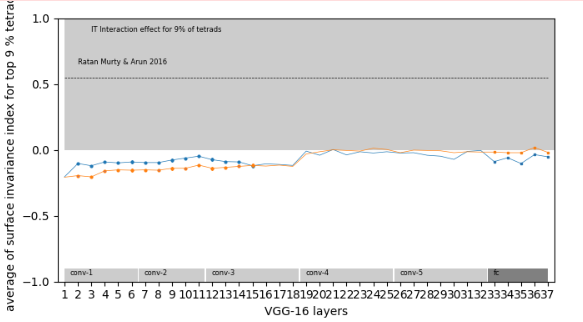 average of surface invariance index for top 9 % tetrad
1.0
0.5
0.0
−0.5
−1.0
IT Interaction effect for 9% of tetrads
Ratan Murty & Arun 2016
conv-1 conv-2 conv-3 conv-4 conv-5 fc
1 2 3 4 5 6 7 8 9 10 11 12 13 14 15 16 17 18 19 20 21 22 23 24 25 26 27 28 29 30 31 32 33 34 35 36 37
VGG-16 layers